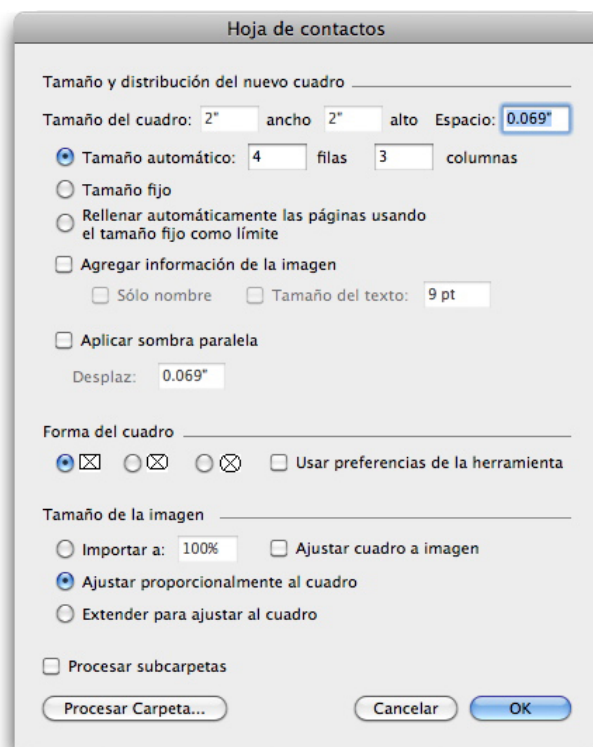 Hoja de contactos
Tamaño y distribución del nuevo cuadro
Tamaño del cuadro: 2" ancho 2" alto Espacio: 0.069"
Tamaño automático: 4 filas 3 columnas
Tamaño fijo
Rellenar automáticamente las páginas usando
el tamaño fijo como límite
Agregar información de la imagen
Sólo nombre Tamaño del texto: 9 pt
Aplicar sombra paralela
Desplaz: 0.069"
Forma del cuadro
Usar preferencias de la herramienta
Tamaño de la imagen
Importar a: 100% Ajustar cuadro a imagen
Ajustar proporcionalmente al cuadro
Extender para ajustar al cuadro
Procesar subcarpetas
Procesar Carpeta... Cancelar OK